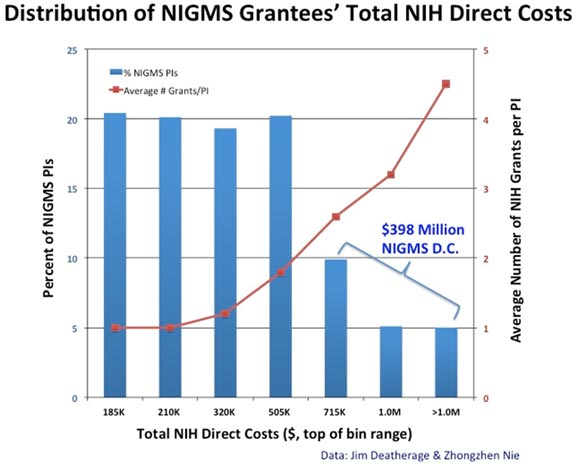 Distribution of NIGMS Grantees’ Total NIH Direct Costs
25
20
15
10
5
0
Percent of NIGMS PIs
% NIGMS PIs
Average # Grants/PI
$398 Million
NIGMS D.C.
5
4
3
2
1
0
Average Number of NIH Grants per PI
185K 210K 320K 505K 715K 1.0M >1.0M
Total NIH Direct Costs ($, top of bin range)
Data: Jim Deatherage & Zhongzhen Nie